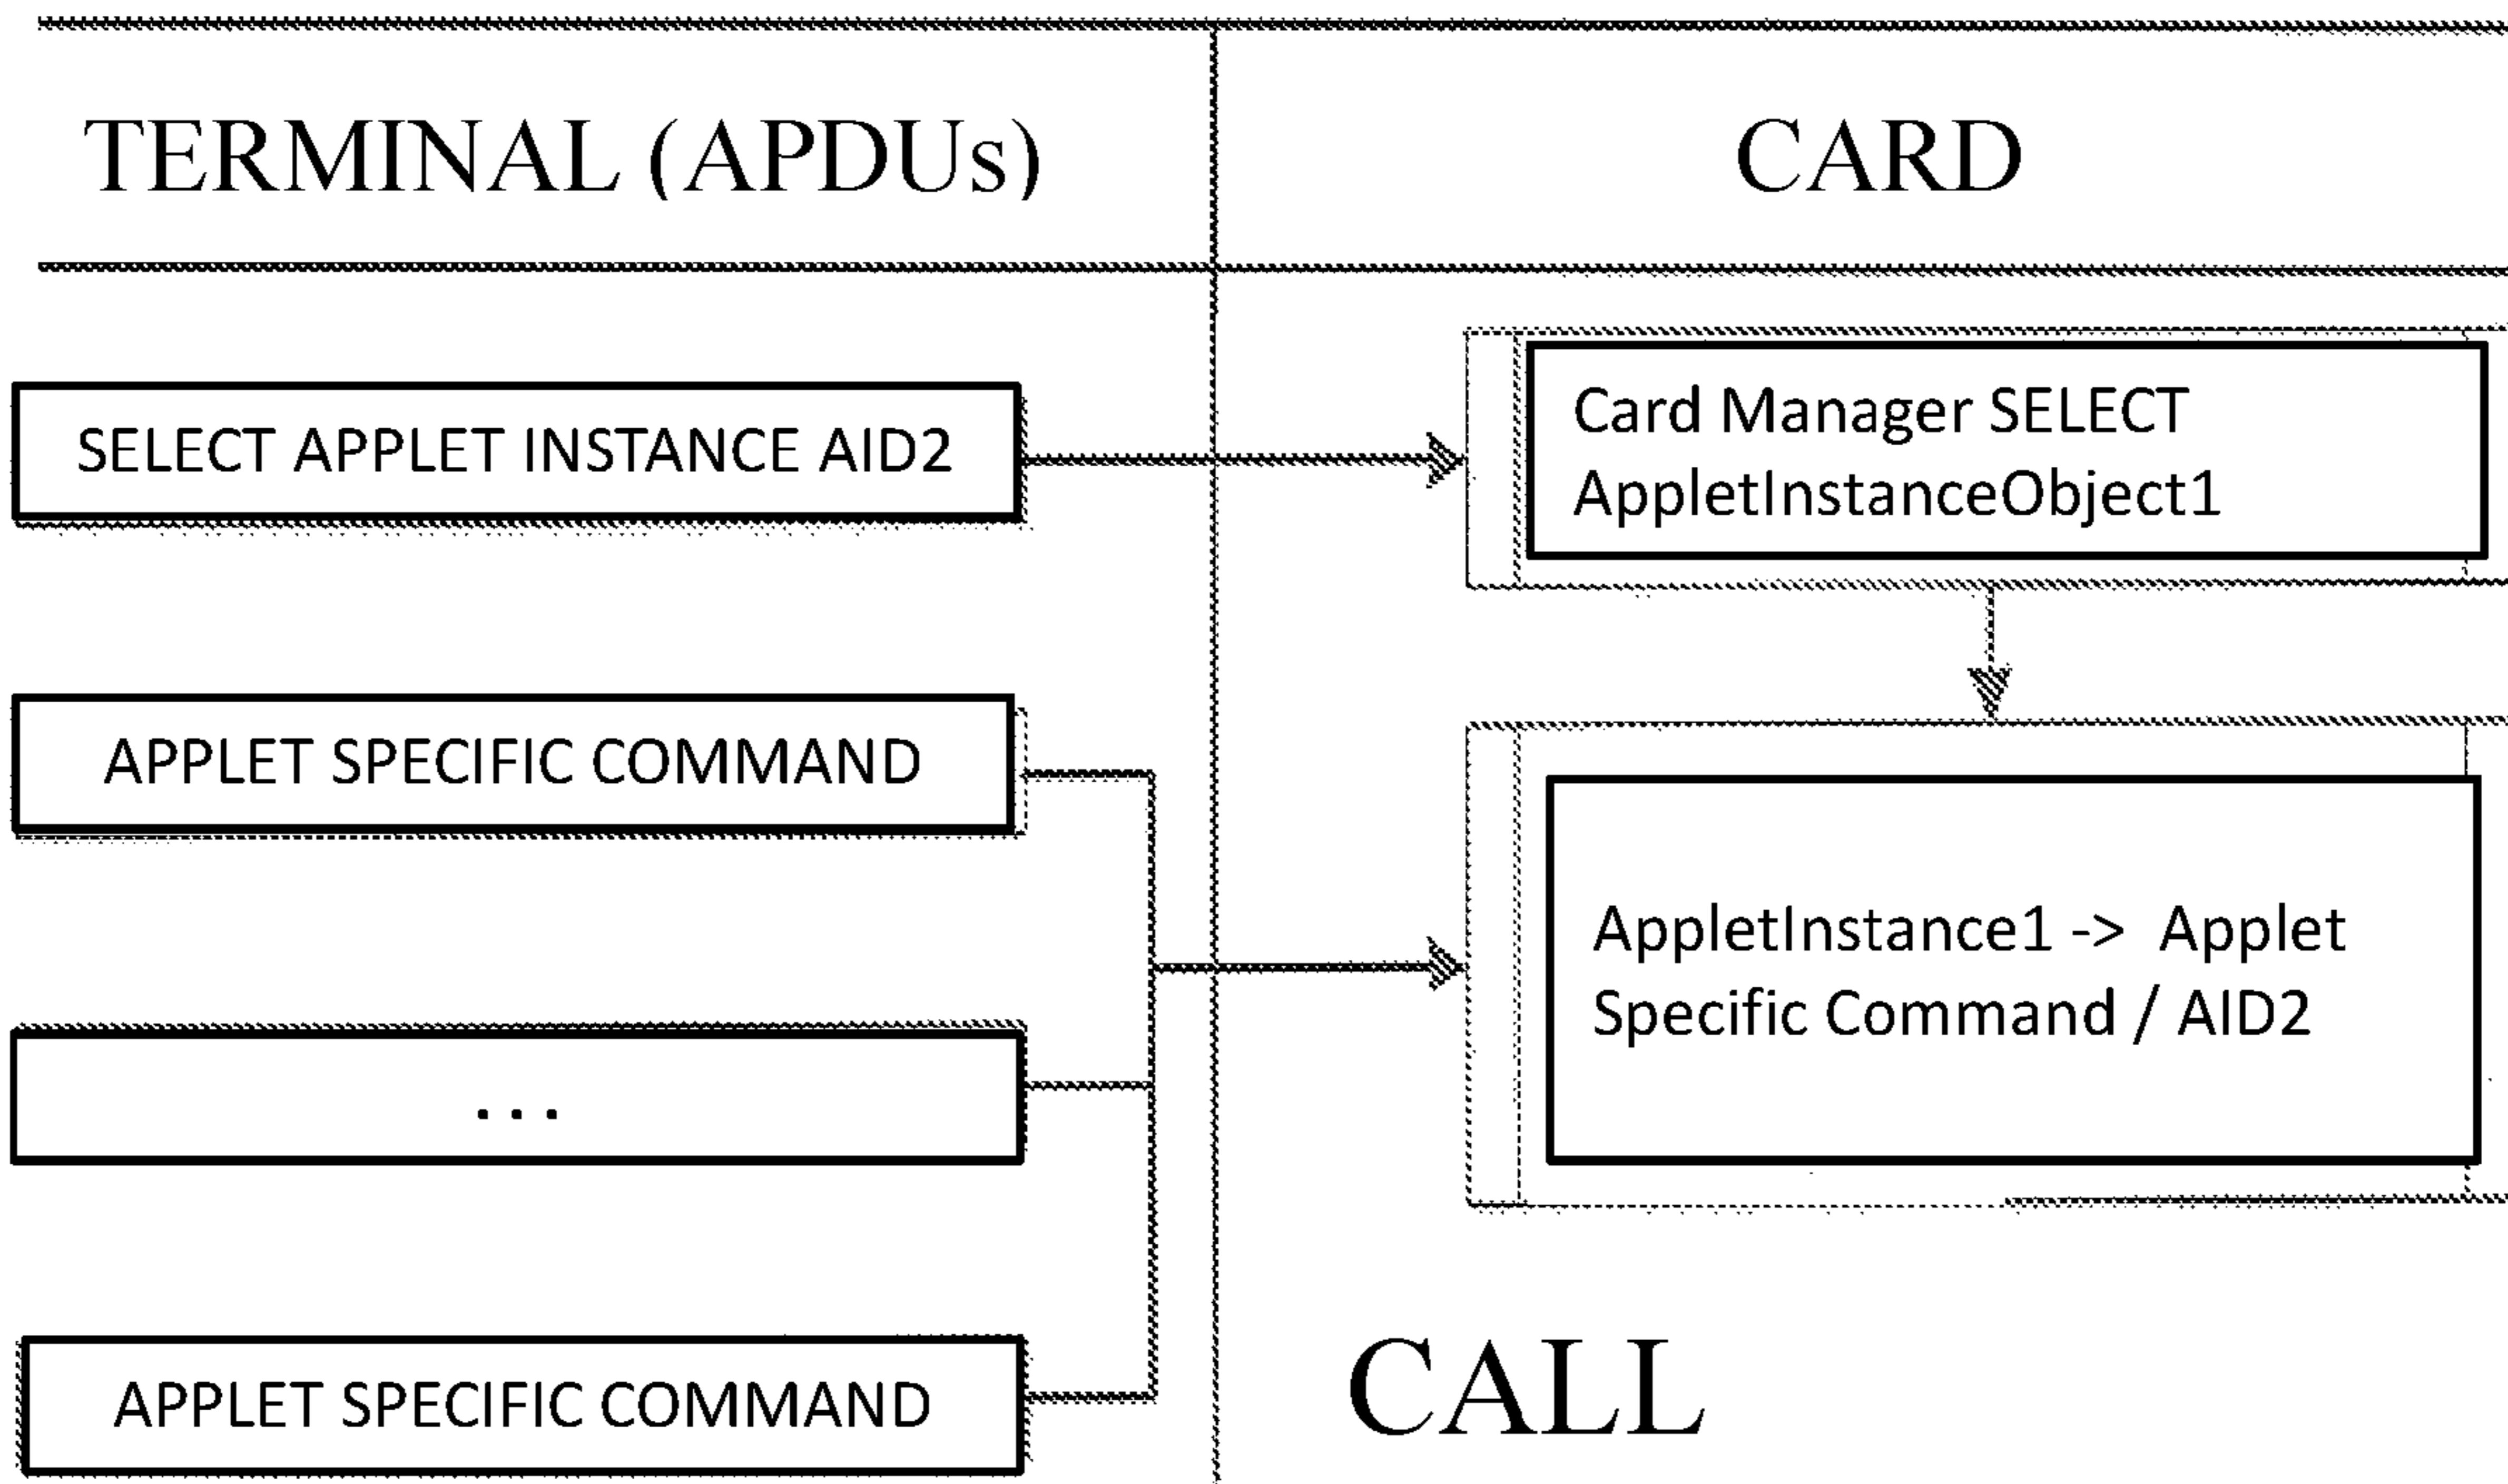 TERMINAL (APDUs)
CARD
SELECT APPLET INSTANCE AID2
Card Manager SELECT
AppletInstanceObject1
APPLET SPECIFIC COMMAND
AppletInstance1 -> Applet
Specific Command / AID2
...
APPLET SPECIFIC COMMAND
CALL